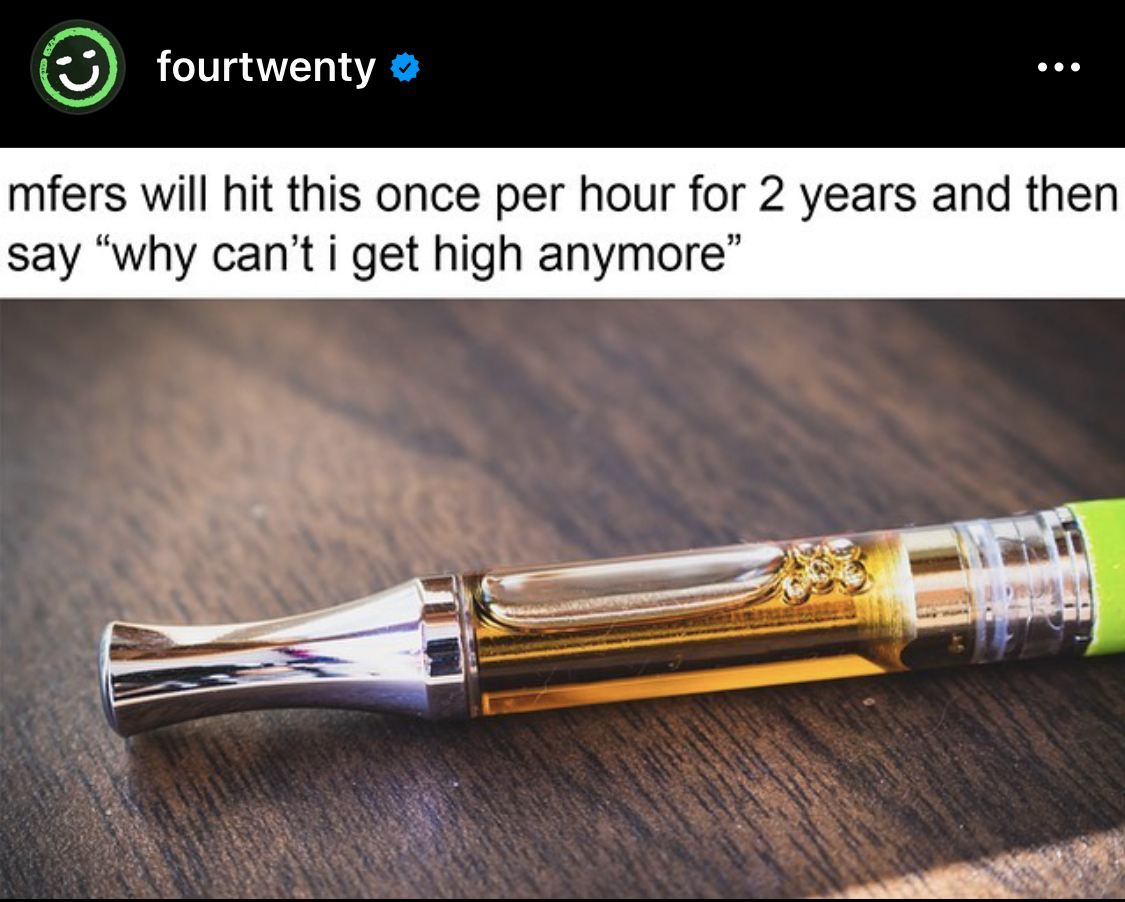 fourtwenty
mfers will hit this once per hour for 2 years and then
say “why can’t i get high anymore”